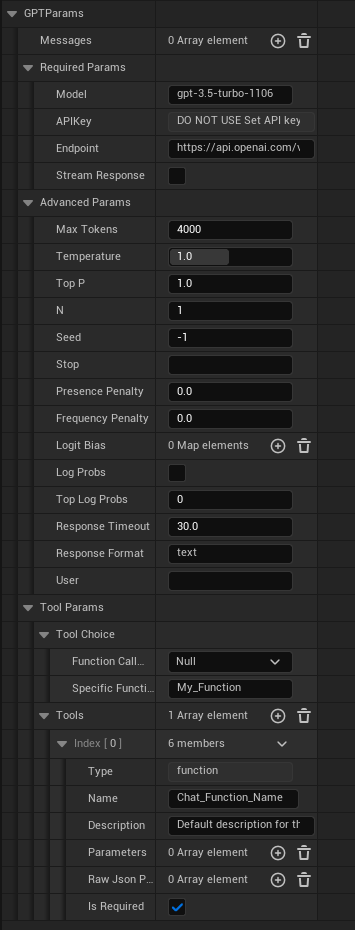 GPTParams
Messages 0 Array element
Required Params
Model gpt-3.5-turbo-1106
APIKey DO NOT USE Set API key
Endpoint https://api.openai.com/v
Stream Response
Advanced Params
Max Tokens 4000
Temperature 1.0
Top P 1.0
N 1
Seed -1
Stop
Presence Penalty 0.0
Frequency Penalty 0.0
Logit Bias 0 Map elements
Log Probs
Top Log Probs 0
Response Timeout 30.0
Response Format text
User
Tool Params
Tool Choice
Function Call... Null
Specific Functi... My_Function
Tools 1 Array element
Index [ 0 ] 6 members
Type function
Name Chat_Function_Name
Description Default description for th
Parameters 0 Array element
Raw Json P... 0 Array element
Is Required